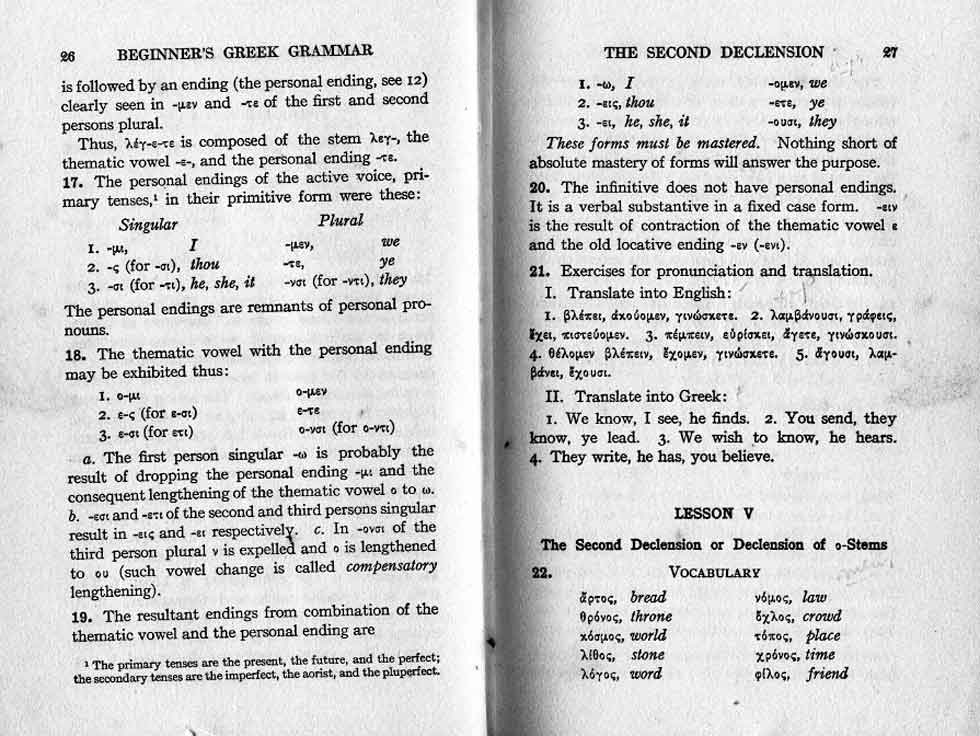 26 BEGINNER'S GREEK GRAMMAR
is followed by an ending (the personal ending, see 12)
clearly seen in -μεν and -τε of the first and second
persons plural.
Thus, λέγ-ε-τε is composed of the stem λεγ-, the
thematic vowel -ε-, and the personal ending -τε.
17. The personal endings of the active voice, pri-
mary tenses,¹ in their primitive form were these:
Singular Plural
1. -μι, I -μεν, we
2. -ς (for -σι), thou -τε, ye
3. -σι (for -τι), he, she, it -νσι (for -ντι), they
The personal endings are remnants of personal pro-
nouns.
18. The thematic vowel with the personal ending
may be exhibited thus:
1. ο-μι ο-μεν
2. ε-ς (for ε-σι) ε-τε
3. ε-σι (for ετι) ο-νσι (for ο-ντι)
a. The first person singular -ω is probably the
result of dropping the personal ending -μι and the
consequent lengthening of the thematic vowel ο to ω.
b. -εσι and -ετι of the second and third persons singular
result in -εις and -ει respectively. c. In -ονσι of the
third person plural ν is expelled and ο is lengthened
to ου (such vowel change is called compensatory
lengthening).
19. The resultant endings from combination of the
thematic vowel and the personal ending are
¹ The primary tenses are the present, the future, and the perfect;
the secondary tenses are the imperfect, the aorist, and the pluperfect.
THE SECOND DECLENSION 27
1. -ω, I -ομεν, we
2. -εις, thou -ετε, ye
3. -ει, he, she, it -ουσι, they
These forms must be mastered. Nothing short of
absolute mastery of forms will answer the purpose.
20. The infinitive does not have personal endings.
It is a verbal substantive in a fixed case form. -ειν
is the result of contraction of the thematic vowel ε
and the old locative ending -εν (-ενι).
21. Exercises for pronunciation and translation.
I. Translate into English:
1. βλέπει, ἀκούομεν, γινώσκετε. 2. λαμβάνουσι, γράφεις,
ἔχει, πιστεύομεν. 3. πέμπειν, εὑρίσκει, ἄγετε, γινώσκουσι.
4. θέλομεν βλέπειν, ἔχομεν, γινώσκετε. 5. ἄγουσι, λαμ-
βάνει, ἔχουσι.
II. Translate into Greek:
1. We know, I see, he finds. 2. You send, they
know, ye lead. 3. We wish to know, he hears.
4. They write, he has, you believe.
LESSON V
The Second Declension or Declension of ο-Stems
22. VOCABULARY
ἄρτος, bread νόμος, law
θρόνος, throne ὄχλος, crowd
κόσμος, world τόπος, place
λίθος, stone χρόνος, time
λόγος, word φίλος, friend